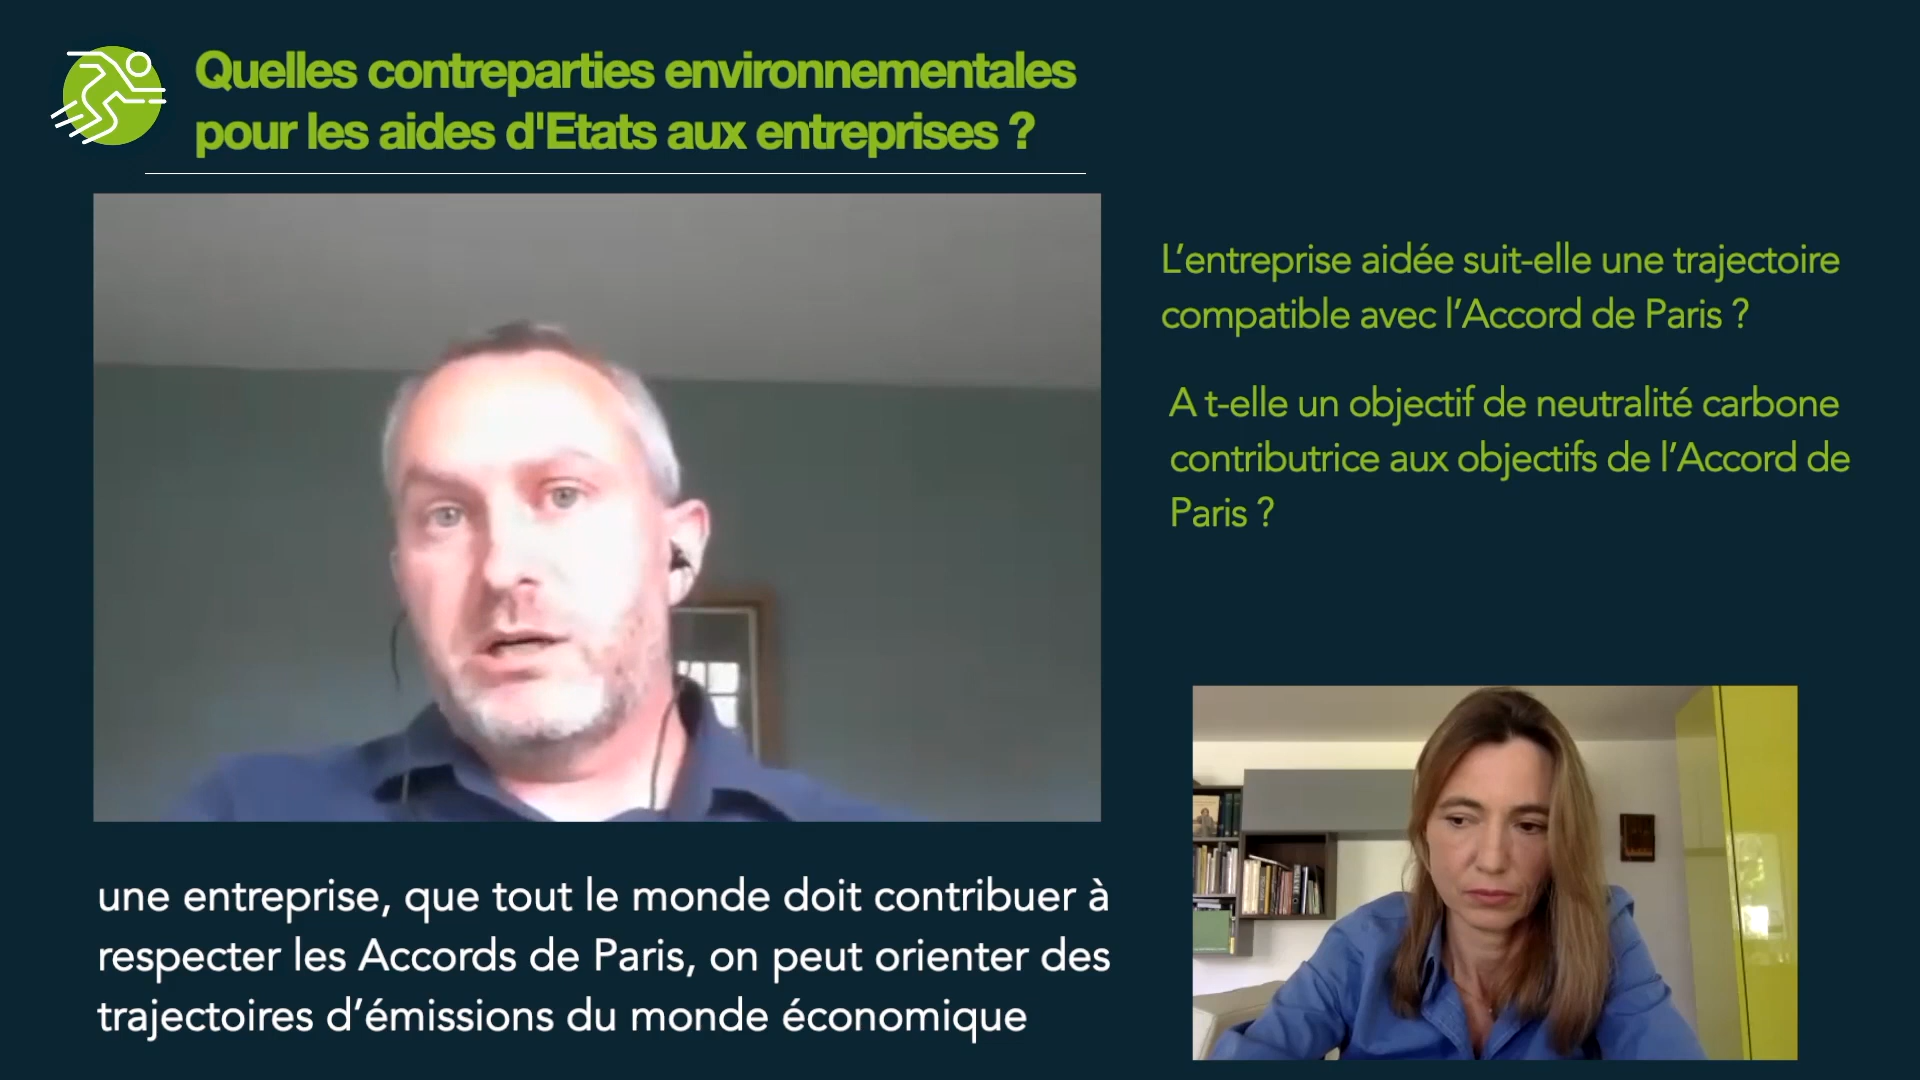 Quelles contreparties environnementales
pour les aides d'Etats aux entreprises ?
L’entreprise aidée suit-elle une trajectoire
compatible avec l’Accord de Paris ?
A t-elle un objectif de neutralité carbone
contributrice aux objectifs de l’Accord de
Paris ?
une entreprise, que tout le monde doit contribuer à
respecter les Accords de Paris, on peut orienter des
trajectoires d’émissions du monde économique